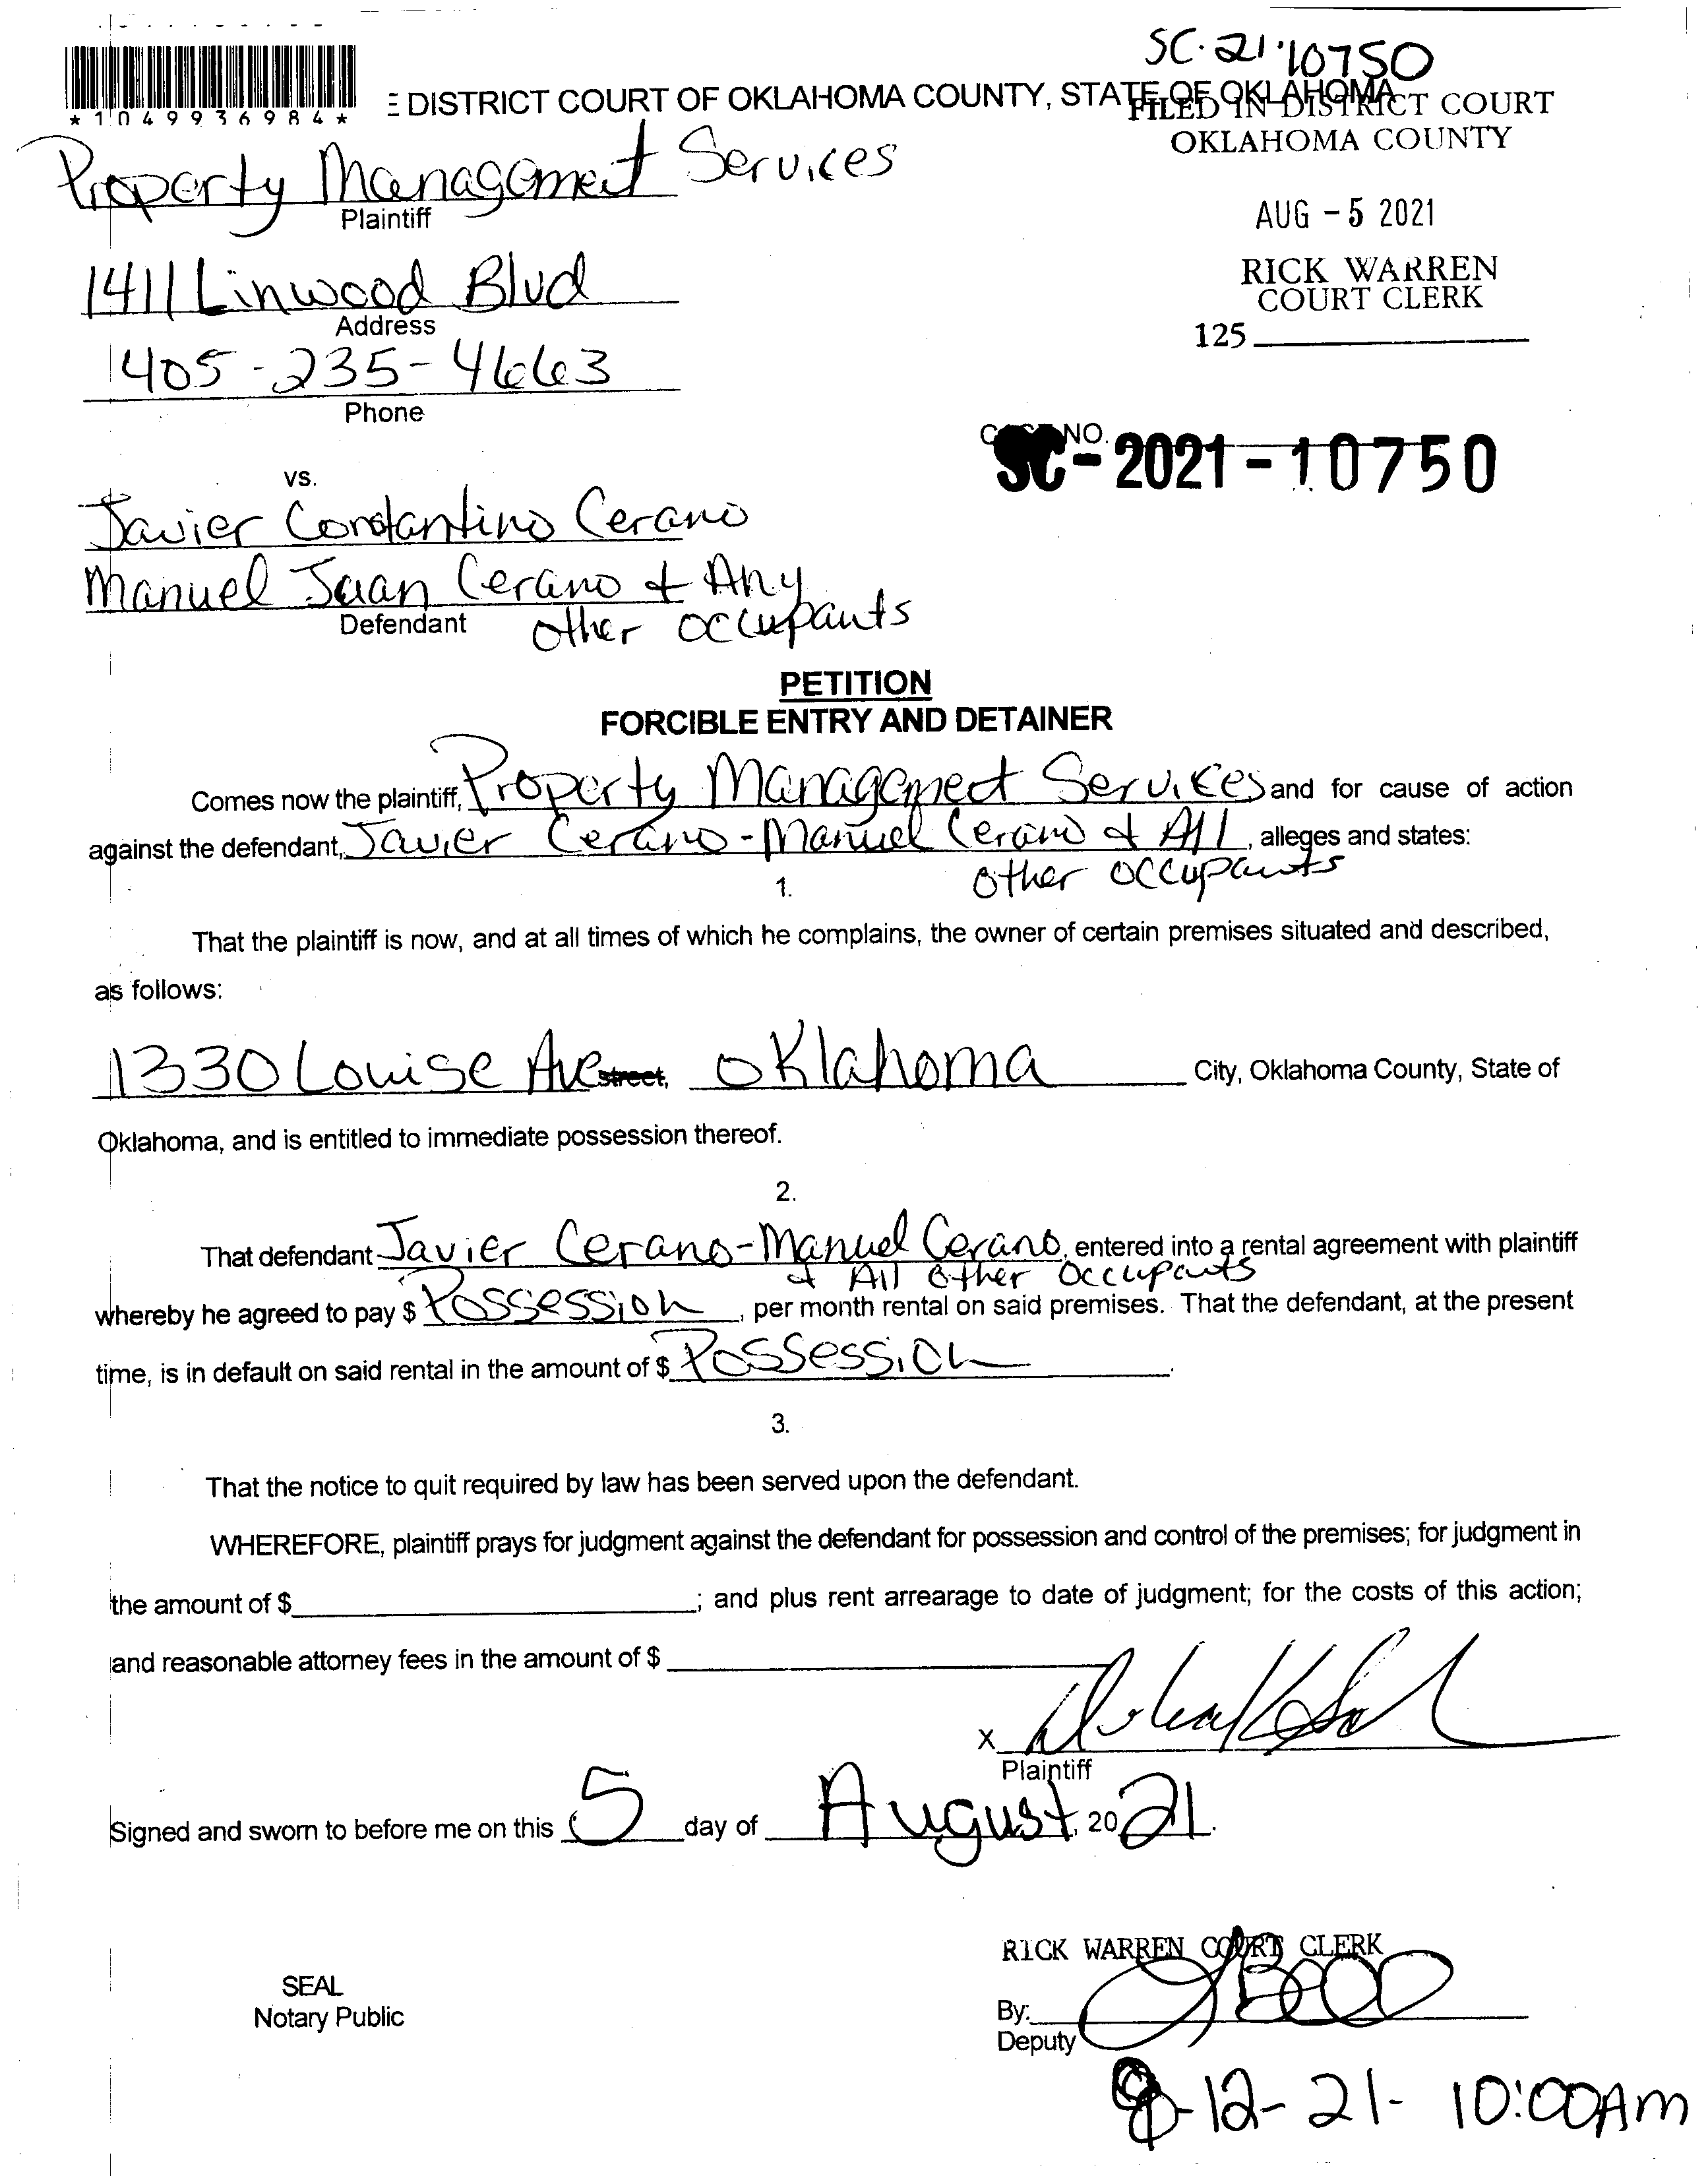 SC-21-10750
*1049936984*
E DISTRICT COURT OF OKLAHOMA COUNTY, STATE OF OKLAHOMA
FILED IN DISTRICT COURT
OKLAHOMA COUNTY
AUG - 5 2021
RICK WARREN
COURT CLERK
125
Property Management Services
Plaintiff
1411 Linwood Blvd
Address
405-235-4663
Phone
NO.
SC-2021-10750
vs.
Javier Constantino Cerano
Manuel Juan Cerano & Any
other occupants
Defendant
PETITION
FORCIBLE ENTRY AND DETAINER
Comes now the plaintiff, Property Management Services and for cause of action
against the defendant, Javier Cerano-Manuel Cerano & All, alleges and states:
other occupants
1.
That the plaintiff is now, and at all times of which he complains, the owner of certain premises situated and described,
as follows:
1330 Louise Ave street, Oklahoma City, Oklahoma County, State of
Oklahoma, and is entitled to immediate possession thereof.
2.
That defendant Javier Cerano-Manuel Cerano, entered into a rental agreement with plaintiff
& All Other Occupants
whereby he agreed to pay $ Possession, per month rental on said premises. That the defendant, at the present
time, is in default on said rental in the amount of $ Possession.
3.
That the notice to quit required by law has been served upon the defendant.
WHEREFORE, plaintiff prays for judgment against the defendant for possession and control of the premises; for judgment in
the amount of $ ; and plus rent arrearage to date of judgment; for the costs of this action;
and reasonable attorney fees in the amount of $
X
Plaintiff
Signed and sworn to before me on this 5 day of August, 2021.
RICK WARREN COURT CLERK
SEAL
Notary Public
By:
Deputy
8-12-21- 10:00AM